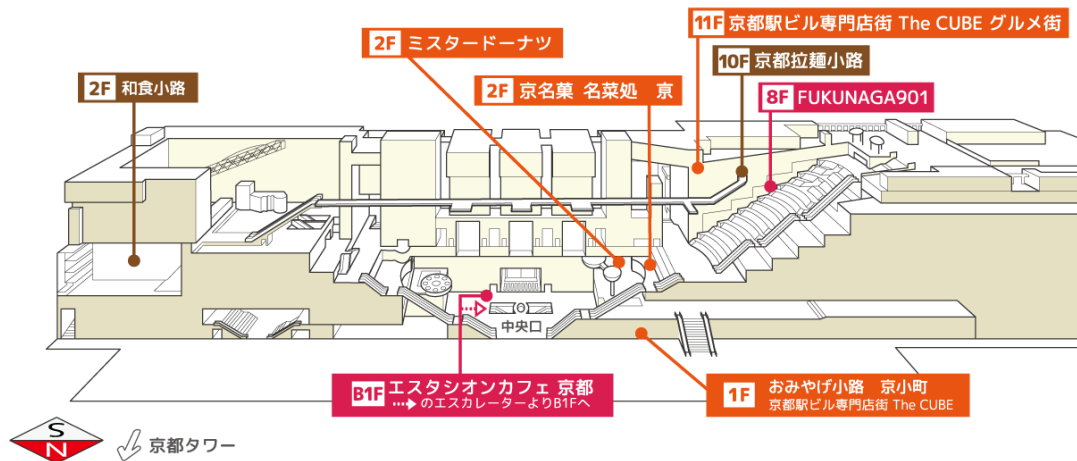 11F 京都駅ビル専門店街 The CUBE グルメ街
2F ミスタードーナツ
10F 京都拉麺小路
2F 和食小路
2F 京名菓 名菜処 亰
8F FUKUNAGA901
中央口
B1F エスタシオンカフェ 京都
のエスカレーターよりB1Fへ
1F おみやげ小路 京小町
京都駅ビル専門店街 The CUBE
S
N
京都タワー